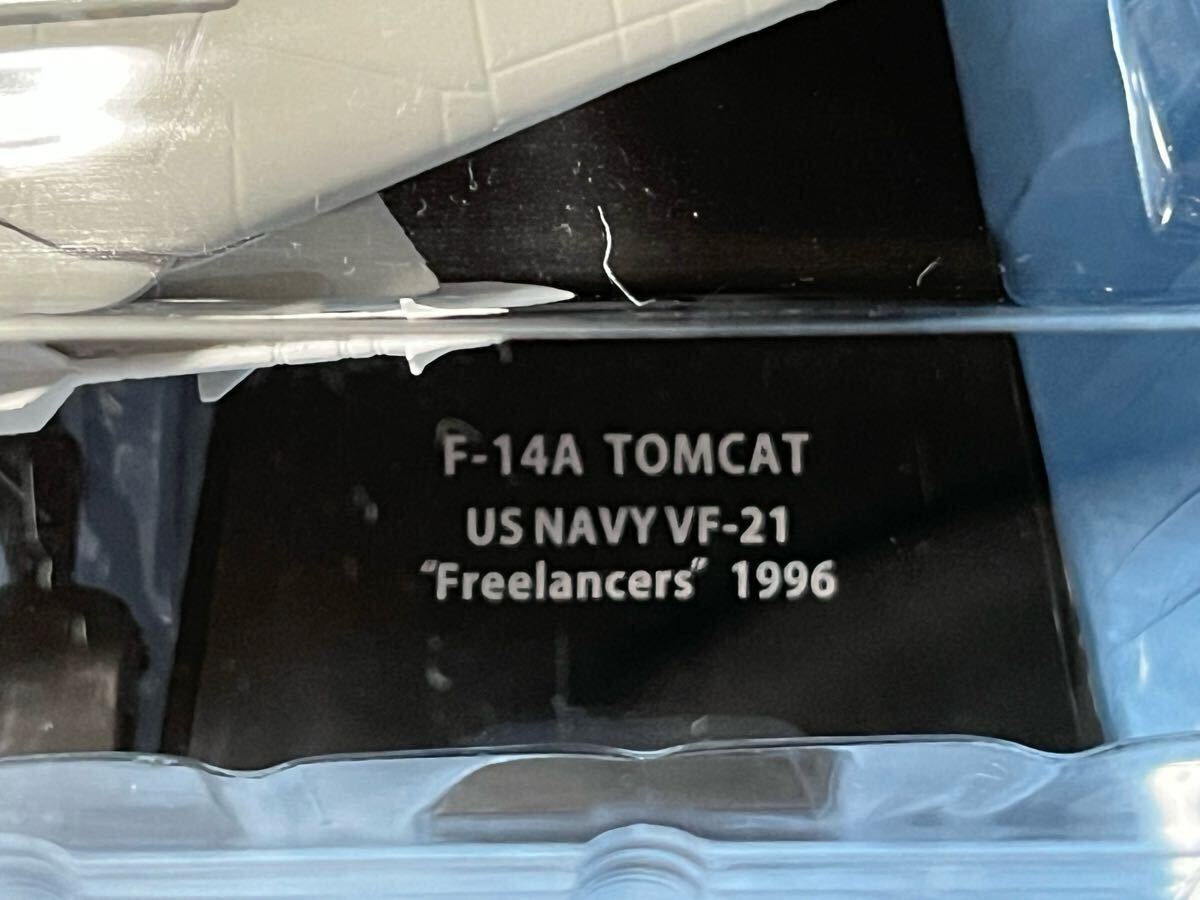 F-14A TOMCAT
US NAVY VF-21
"Freelancers" 1996